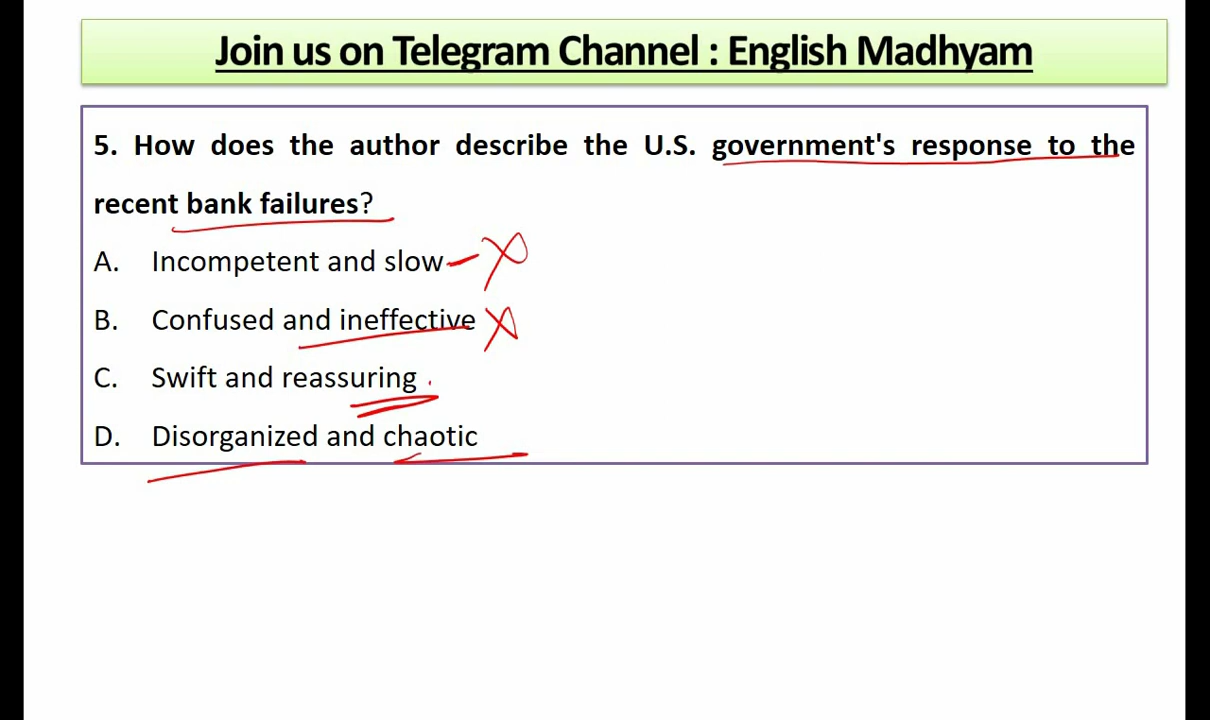 Join us on Telegram Channel : English Madhyam
5. How does the author describe the U.S. government's response to the
recent bank failures?
A. Incompetent and slow
B. Confused and ineffective
C. Swift and reassuring
D. Disorganized and chaotic